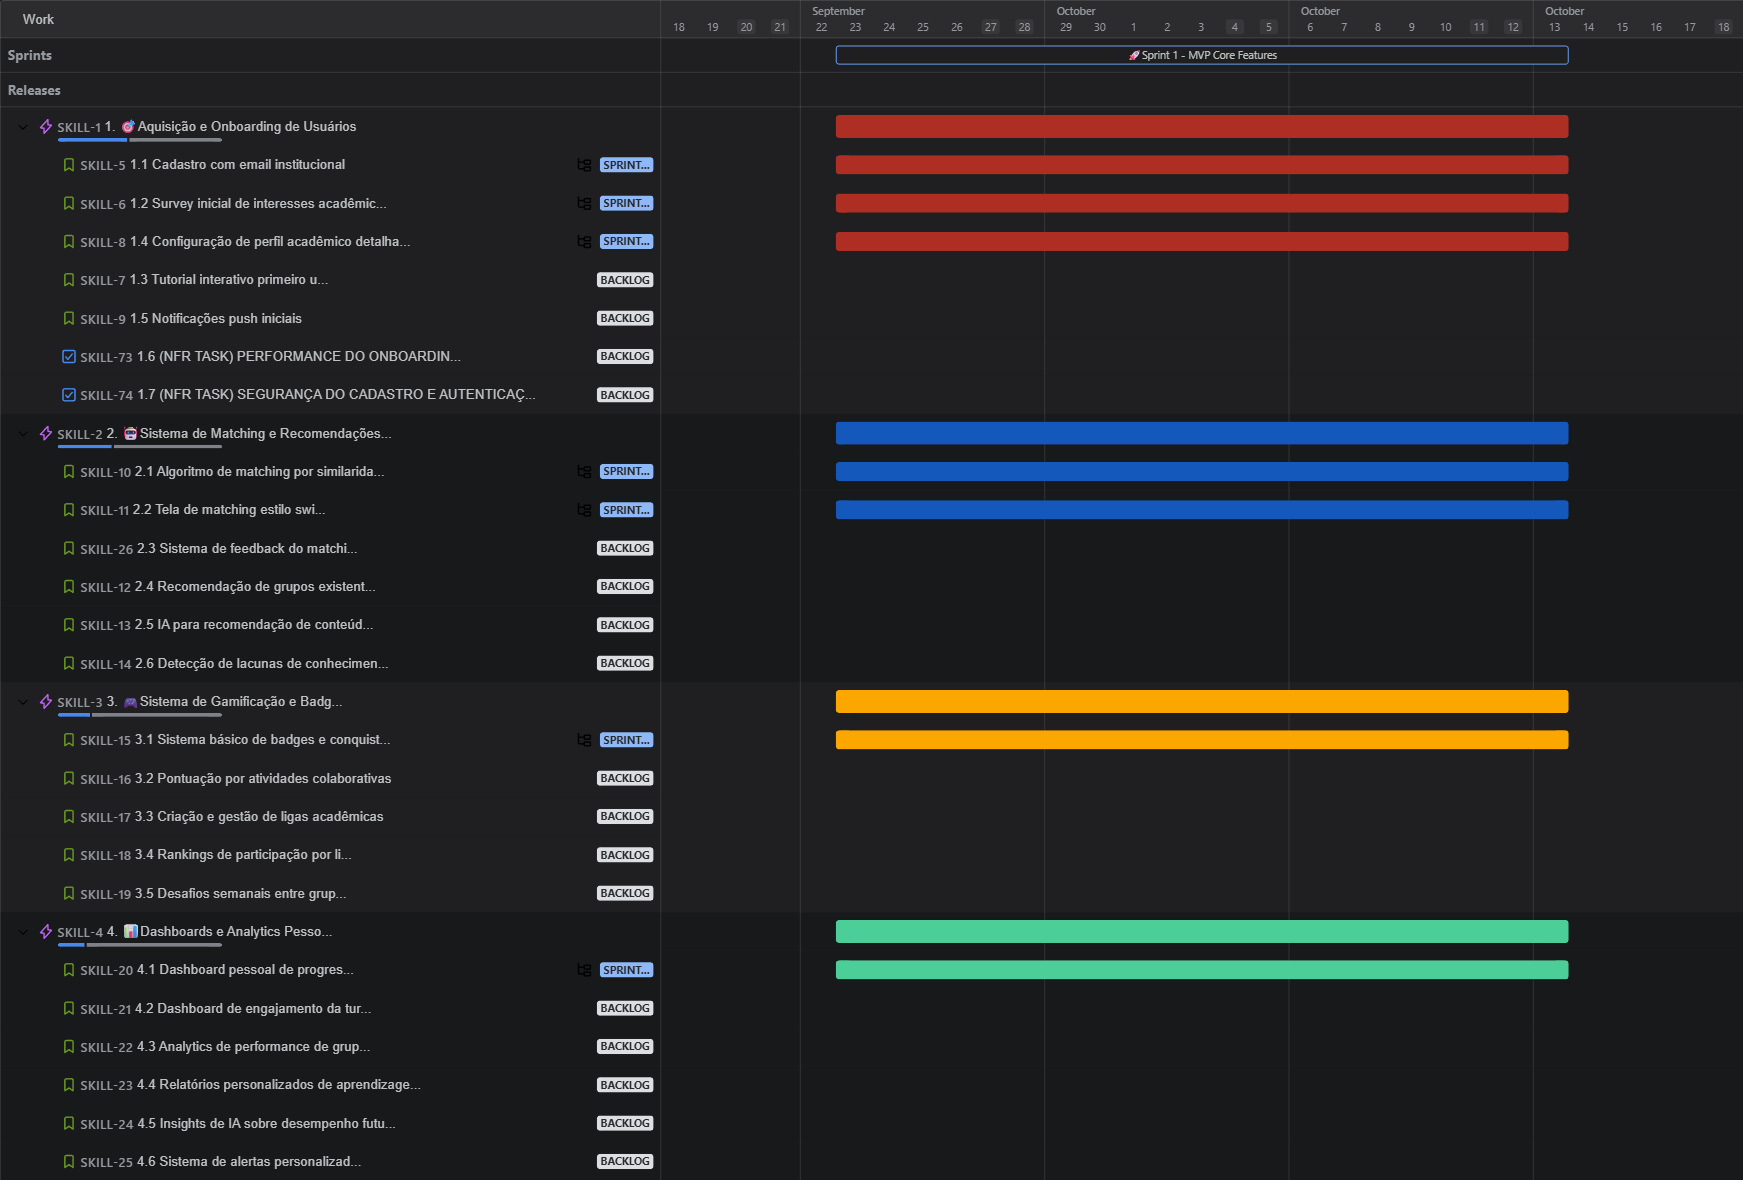 Work
September
October
October
October
18 19 20 21 22 23 24 25 26 27 28 29 30 1 2 3 4 5 6 7 8 9 10 11 12 13 14 15 16 17 18
Sprints
🚀 Sprint 1 - MVP Core Features
Releases
SKILL-1 1. 🎯 Aquisição e Onboarding de Usuários
SKILL-5 1.1 Cadastro com email institucional SPRINT...
SKILL-6 1.2 Survey inicial de interesses acadêmic... SPRINT...
SKILL-8 1.4 Configuração de perfil acadêmico detalha... SPRINT...
SKILL-7 1.3 Tutorial interativo primeiro u... BACKLOG
SKILL-9 1.5 Notificações push iniciais BACKLOG
SKILL-73 1.6 (NFR TASK) PERFORMANCE DO ONBOARDIN... BACKLOG
SKILL-74 1.7 (NFR TASK) SEGURANÇA DO CADASTRO E AUTENTICAÇ... BACKLOG
SKILL-2 2. 🤖 Sistema de Matching e Recomendações...
SKILL-10 2.1 Algoritmo de matching por similarida... SPRINT...
SKILL-11 2.2 Tela de matching estilo swi... SPRINT...
SKILL-26 2.3 Sistema de feedback do matchi... BACKLOG
SKILL-12 2.4 Recomendação de grupos existent... BACKLOG
SKILL-13 2.5 IA para recomendação de conteúd... BACKLOG
SKILL-14 2.6 Detecção de lacunas de conhecimen... BACKLOG
SKILL-3 3. 🎮 Sistema de Gamificação e Badg...
SKILL-15 3.1 Sistema básico de badges e conquist... SPRINT...
SKILL-16 3.2 Pontuação por atividades colaborativas BACKLOG
SKILL-17 3.3 Criação e gestão de ligas acadêmicas BACKLOG
SKILL-18 3.4 Rankings de participação por li... BACKLOG
SKILL-19 3.5 Desafios semanais entre grup... BACKLOG
SKILL-4 4. 📊 Dashboards e Analytics Pesso...
SKILL-20 4.1 Dashboard pessoal de progres... SPRINT...
SKILL-21 4.2 Dashboard de engajamento da tur... BACKLOG
SKILL-22 4.3 Analytics de performance de grup... BACKLOG
SKILL-23 4.4 Relatórios personalizados de aprendizage... BACKLOG
SKILL-24 4.5 Insights de IA sobre desempenho futu... BACKLOG
SKILL-25 4.6 Sistema de alertas personalizad... BACKLOG